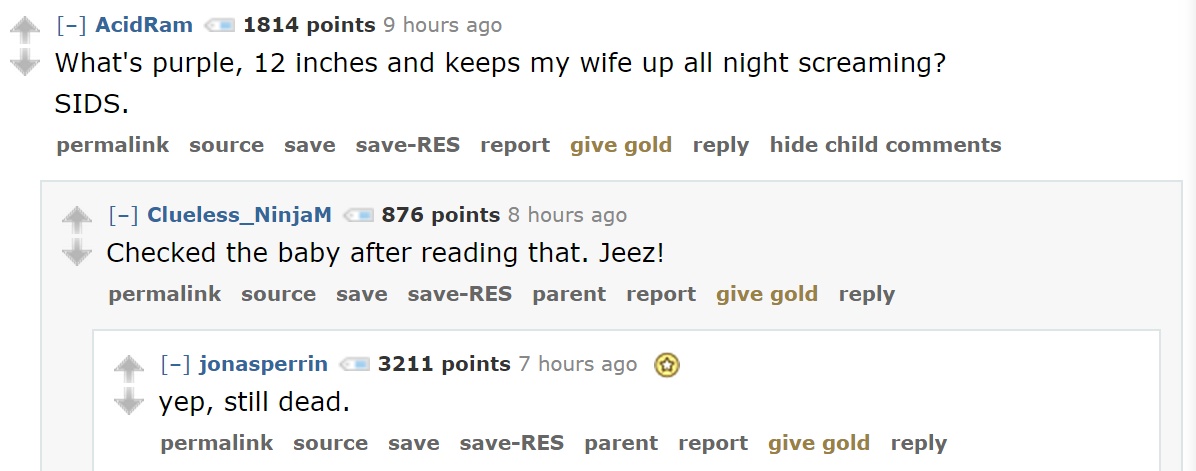 [–] AcidRam 1814 points 9 hours ago
What's purple, 12 inches and keeps my wife up all night screaming?
SIDS.
permalink source save save-RES report give gold reply hide child comments
[–] Clueless_NinjaM 876 points 8 hours ago
Checked the baby after reading that. Jeez!
permalink source save save-RES parent report give gold reply
[–] jonasperrin 3211 points 7 hours ago
yep, still dead.
permalink source save save-RES parent report give gold reply